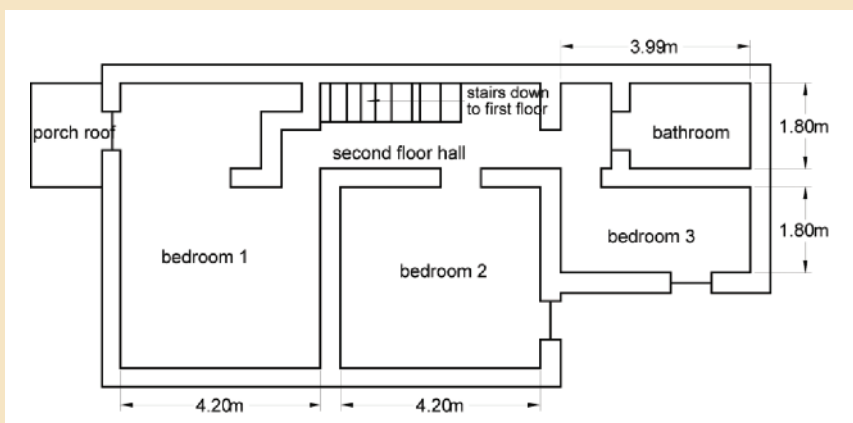 3.99m
stairs down
to first floor
porch roof
bathroom
1.80m
second floor hall
bedroom 1
bedroom 2
bedroom 3
1.80m
4.20m
4.20m